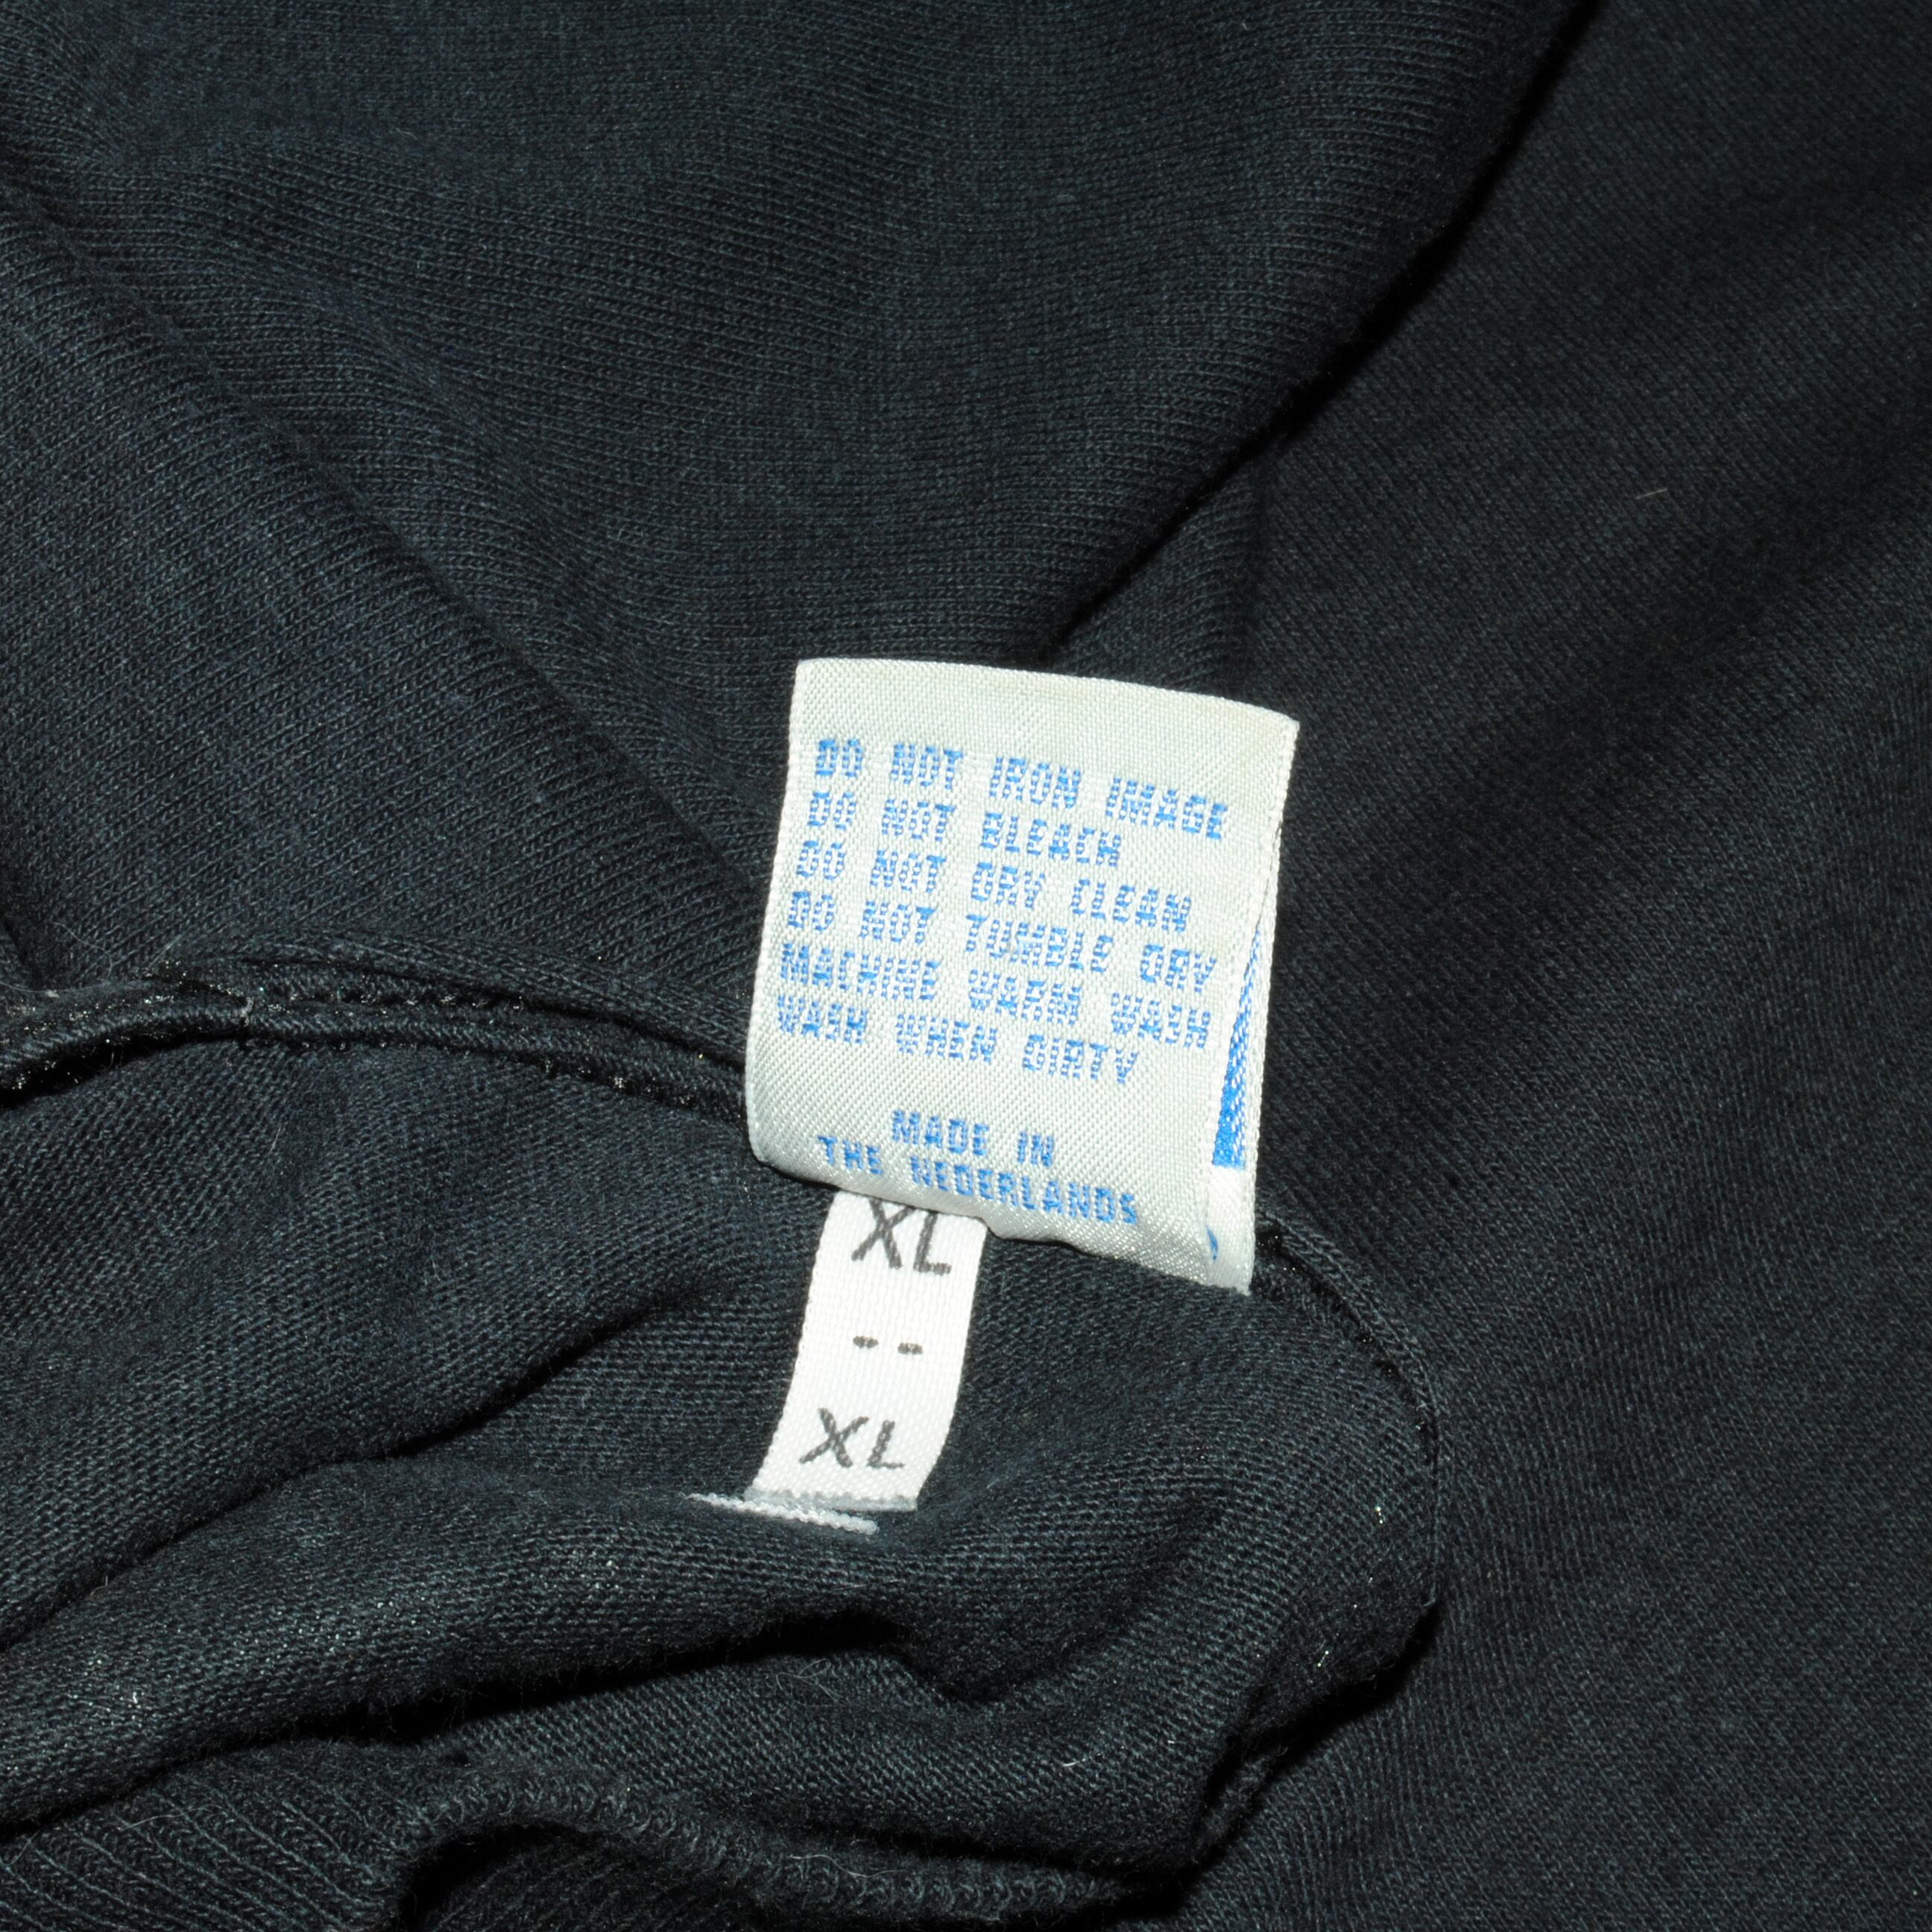 DO NOT IRON IMAGE
DO NOT BLEACH
DO NOT DRY CLEAN
DO NOT TUMBLE DRY
MACHINE WARM WASH
WASH WHEN DIRTY
MADE IN
THE NEDERLANDS
XL
--
XL